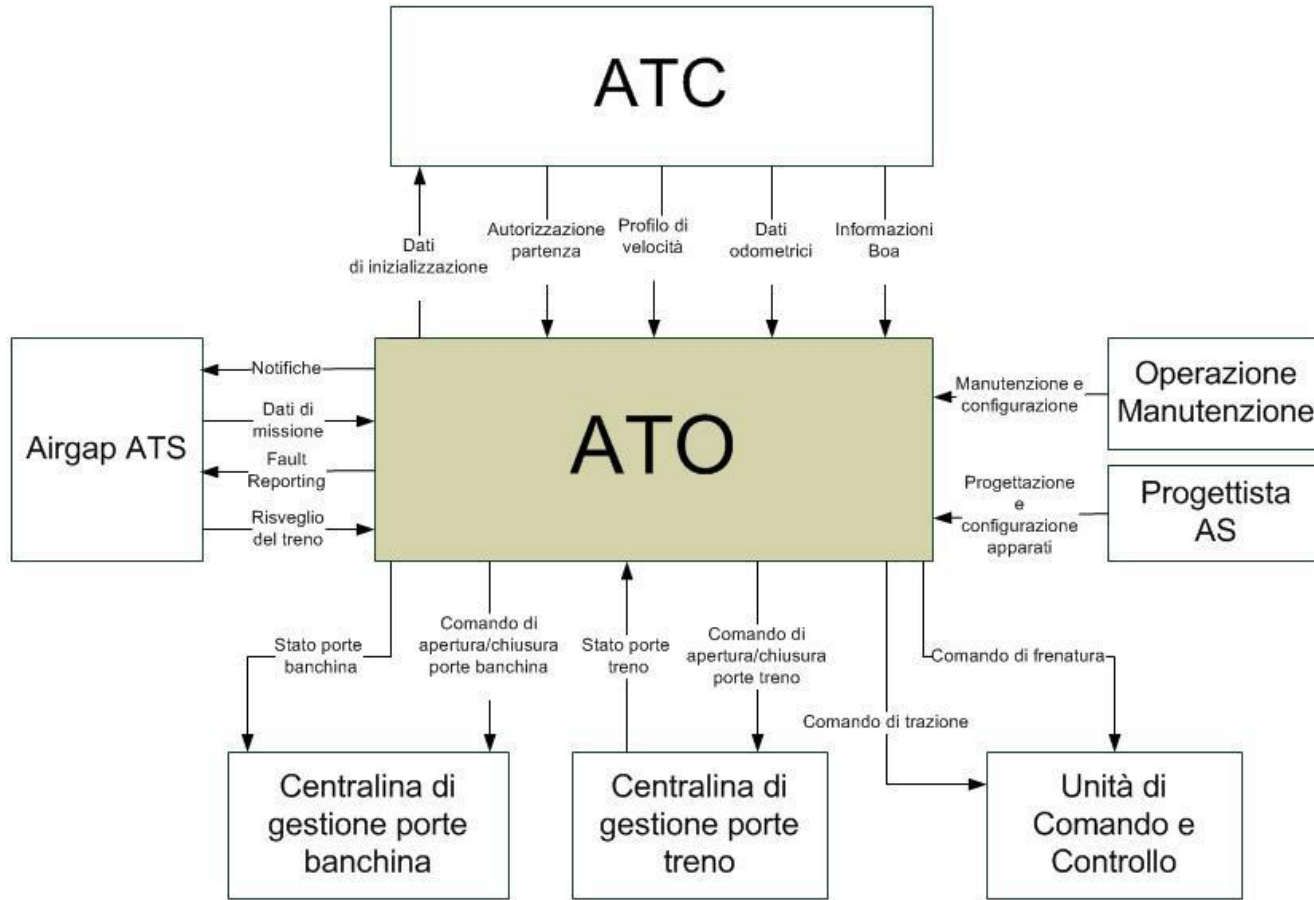 ATC
Dati
di inizializzazione
Autorizzazione
partenza
Profilo di
velocità
Dati
odometrici
Informazioni
Boa
Airgap ATS
Notifiche
Dati di
missione
Fault
Reporting
Risveglio
del treno
ATO
Manutenzione e
configurazione
Operazione
Manutenzione
Progettazione
e
configurazione
apparati
Progettista
AS
Stato porte
banchina
Comando di
apertura/chiusura
porte banchina
Stato porte
treno
Comando di
apertura/chiusura
porte treno
Comando di frenatura
Comando di trazione
Centralina di
gestione porte
banchina
Centralina di
gestione porte
treno
Unità di
Comando e
Controllo